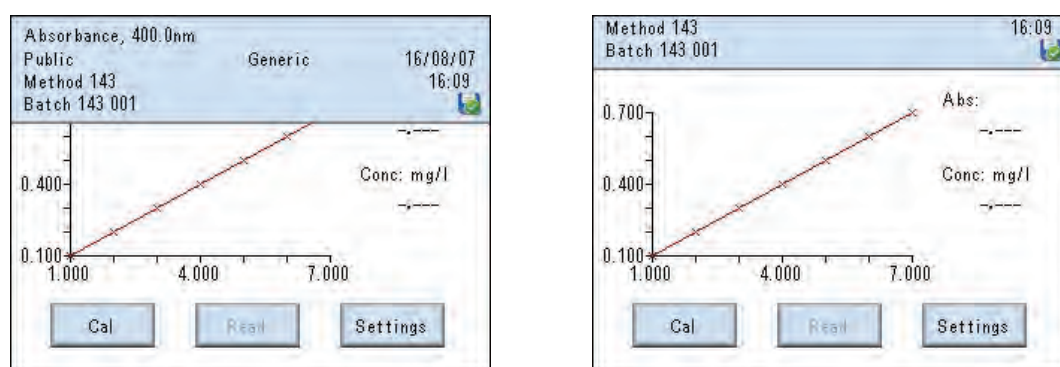 Absorbance, 400.0nm
Public Generic 16/08/07
Method 143 16:09
Batch 143 001
-.---
0.400
Conc: mg/l
-.---
0.100
1.000 4.000 7.000
Cal Read Settings
Method 143 16:09
Batch 143 001
0.700
Abs:
-.---
0.400
Conc: mg/l
-.---
0.100
1.000 4.000 7.000
Cal Read Settings